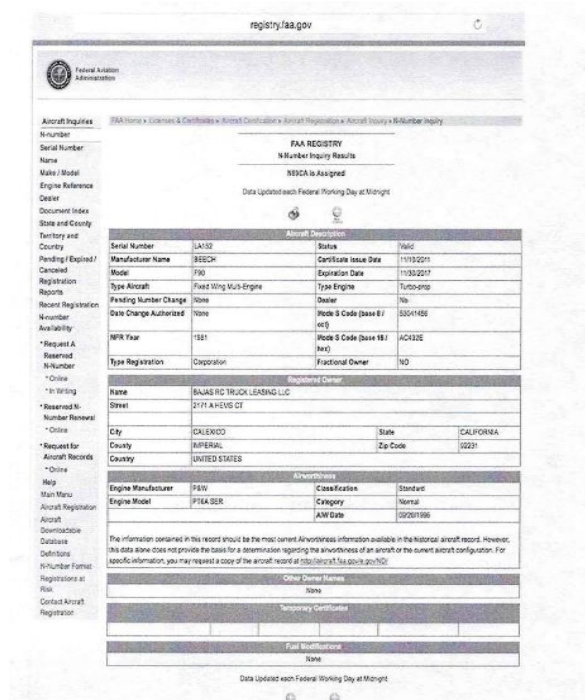 registry.faa.gov
Federal Aviation
Administration
FAA Home » Licenses & Certificates » Aircraft Certification » Aircraft Registration » Aircraft Inquiry » N-Number Inquiry
Aircraft Inquiries
N-number
Serial Number
Name
Make / Model
Engine Reference
Dealer
Document Index
State and County
Territory and
Country
Pending / Expired /
Canceled
Registration
Reports
Recent Registration
N-number
Availability
* Request A
Reserved
N-Number
* Online
* In Writing
* Reserved N-
Number Renewal
* Online
* Request for
Aircraft Records
* Online
Help
Main Menu
Aircraft Registration
Aircraft
Downloadable
Database
Definitions
N-Number Format
Registrations at
Risk
Contact Aircraft
Registration
FAA REGISTRY
N-Number Inquiry Results
is Assigned
Data Updated each Federal Working Day at Midnight
Aircraft Description
Serial Number LA152 Status Valid
Manufacturer Name BEECH Certificate Issue Date
Model F90 Expiration Date 11/30/2017
Type Aircraft Fixed Wing Multi-Engine Type Engine Turbo-prop
Pending Number Change None Dealer No
Date Change Authorized None Mode S Code (base 8 / oct) 53041456
MFR Year 1981 Mode S Code (base 16 / hex)
Type Registration Corporation Fractional Owner NO
Registered Owner
Name BAJAS RC TRUCK LEASING LLC
Street 2171 A HEVIS CT
City CALEXICO State CALIFORNIA
County IMPERIAL Zip Code 92231
Country UNITED STATES
Airworthiness
Engine Manufacturer P&W Classification Standard
Engine Model PT6A SER Category Normal
A/W Date
The information contained in this record should be the most current Airworthiness information available in the historical aircraft record. However,
this data alone does not provide the basis for a determination regarding the airworthiness of an aircraft or the current aircraft configuration. For
specific information, you may request a copy of the aircraft record at http://aircraft.faa.gov/e.gov/ND/
Other Owner Names
None
Temporary Certificates
Fuel Modifications
None
Data Updated each Federal Working Day at Midnight